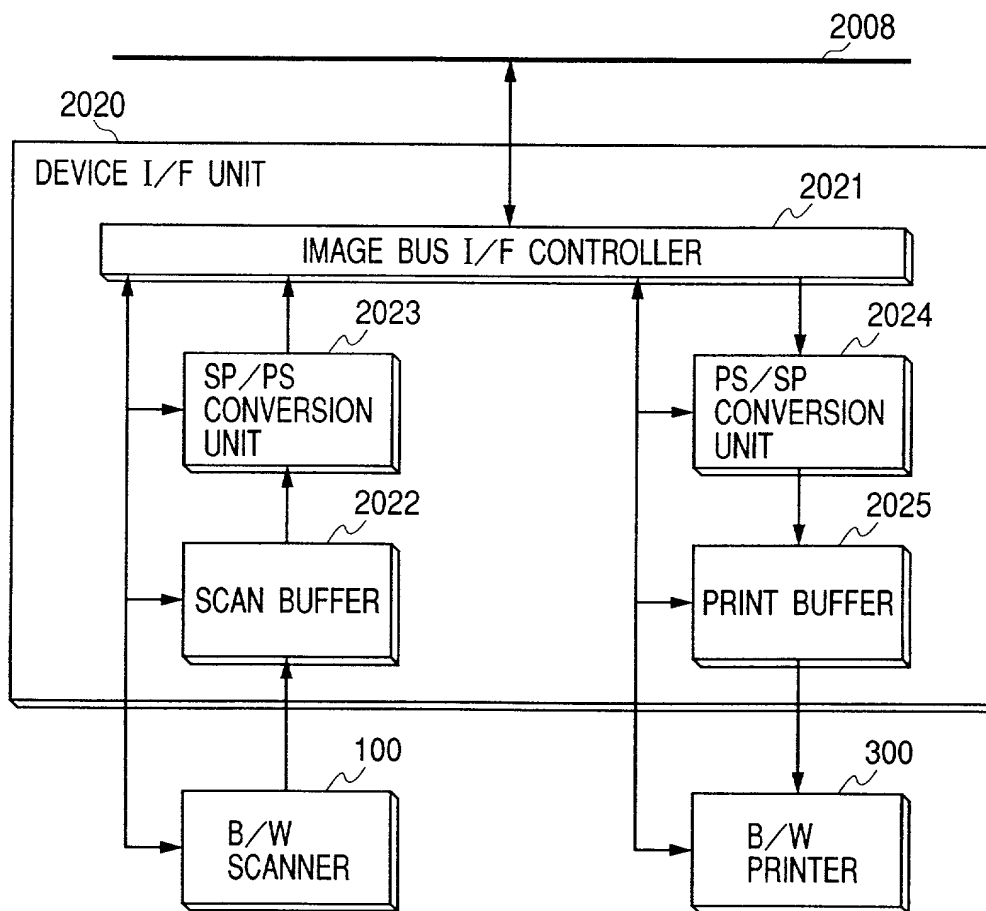 2008
2020
DEVICE I/F UNIT
2021
IMAGE BUS I/F CONTROLLER
2023
SP/PS
CONVERSION
UNIT
2024
PS/SP
CONVERSION
UNIT
2022
SCAN BUFFER
2025
PRINT BUFFER
100
B/W
SCANNER
300
B/W
PRINTER